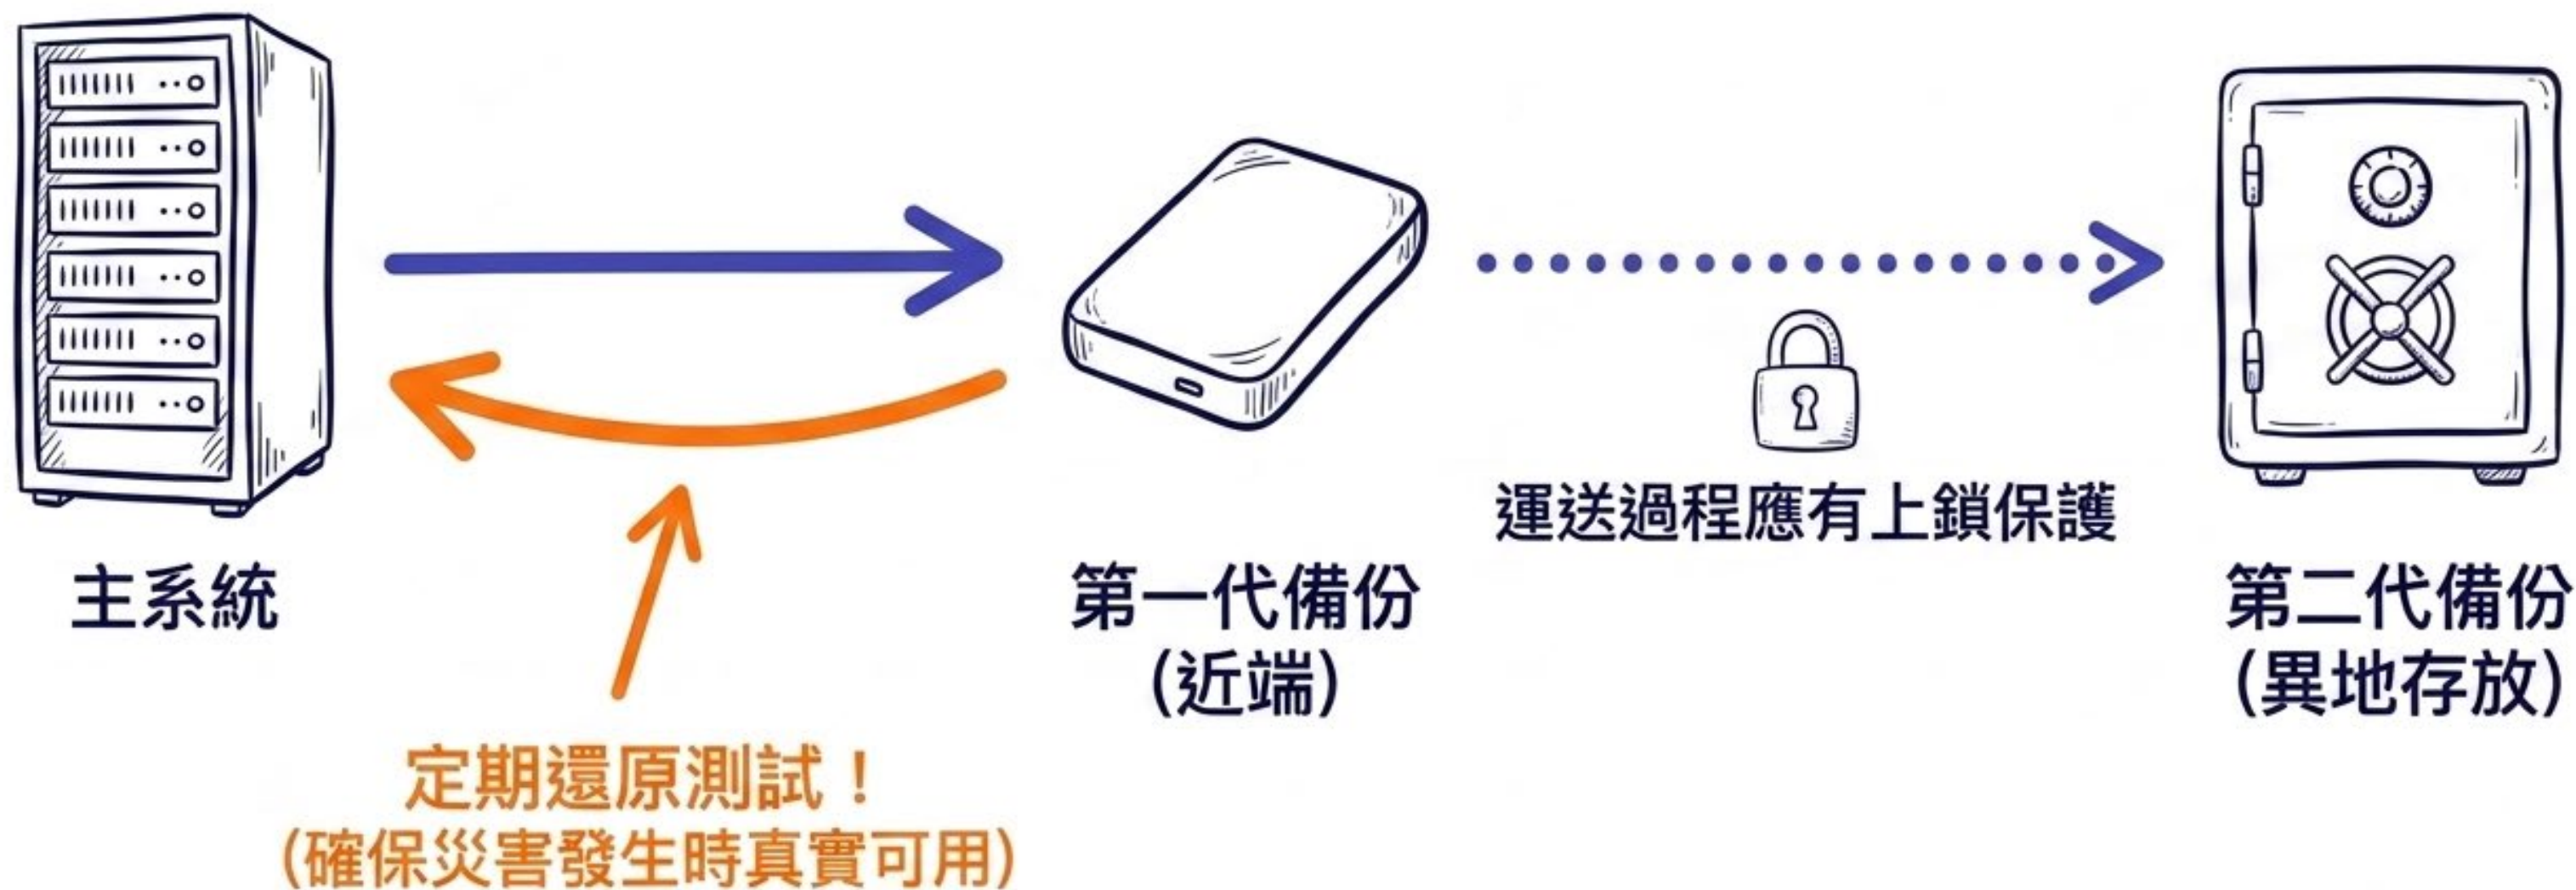 主系統
第一代備份
(近端)
運送過程應有上鎖保護
第二代備份
(異地存放)
定期還原測試！
(確保災害發生時真實可用)